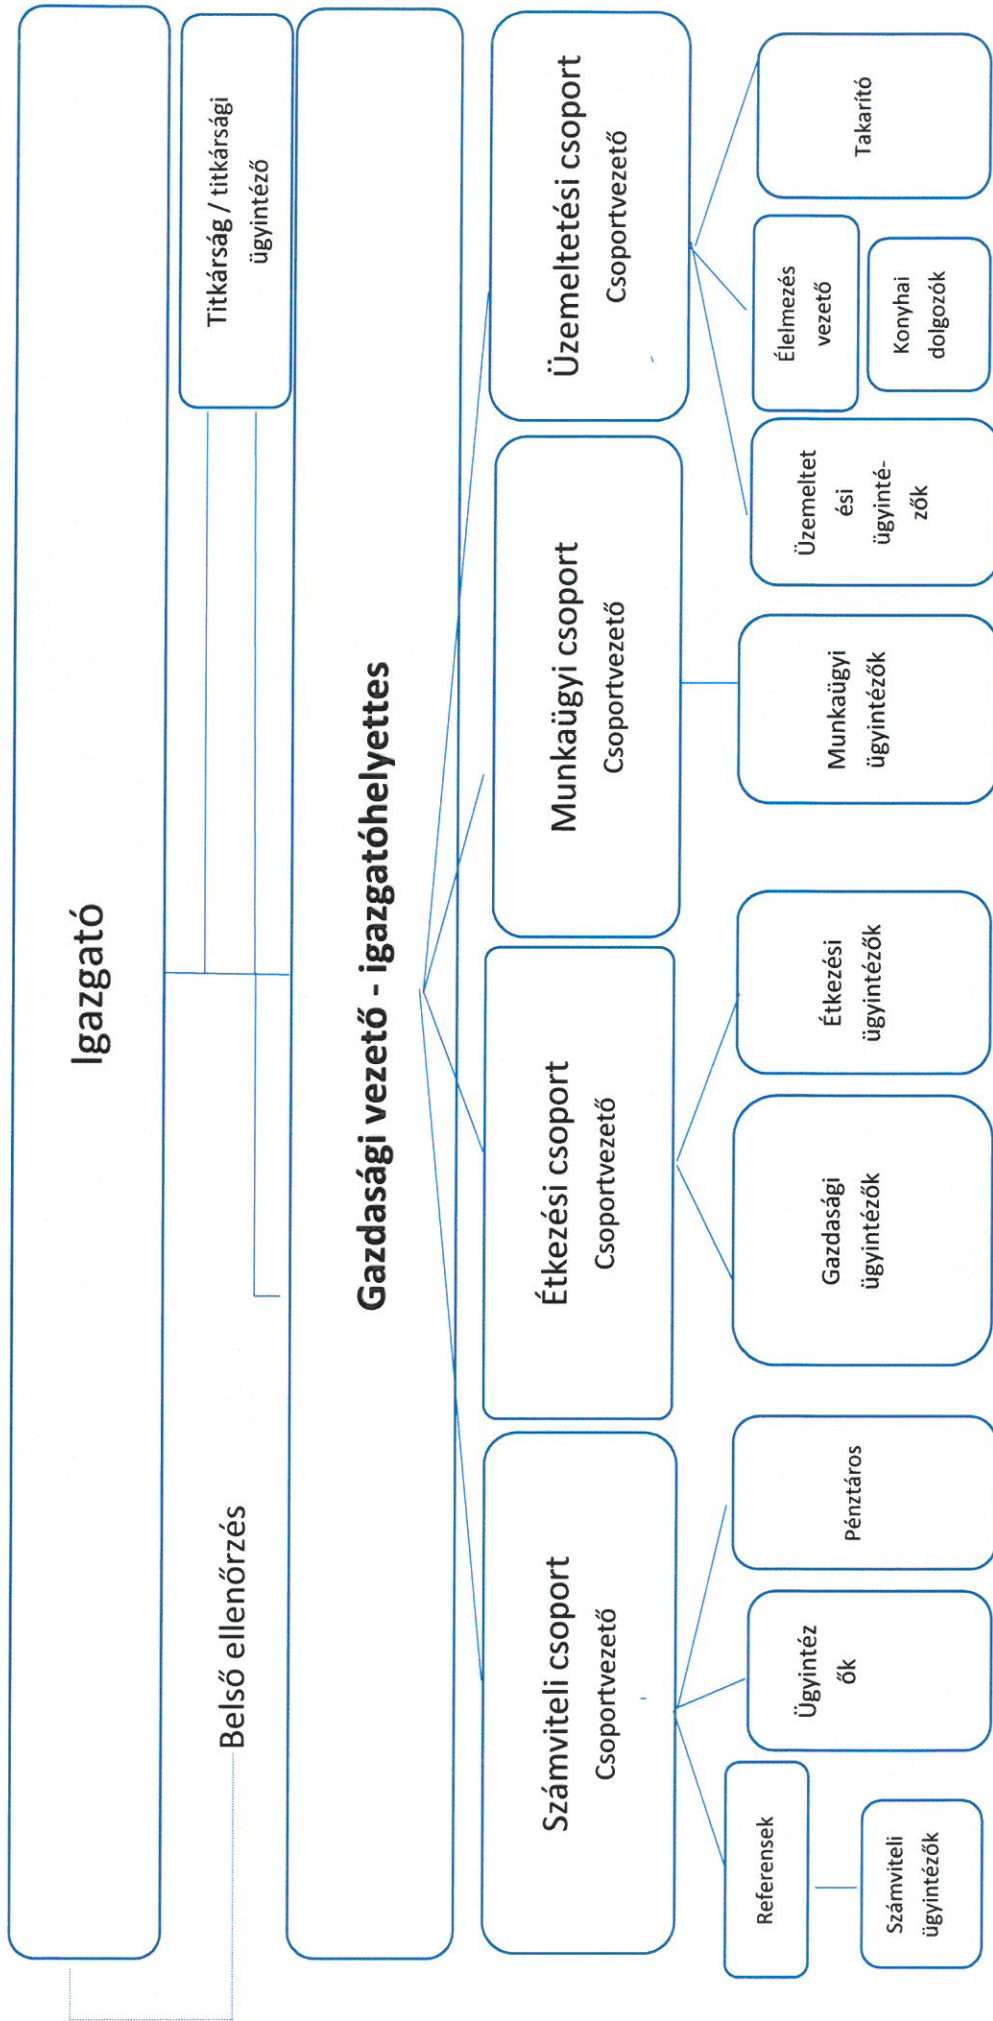 Igazgató
Titkárság / titkársági
ügyintéző
Belső ellenőrzés
Gazdasági vezető - igazgatóhelyettes
Számviteli csoport
Csoportvezető
Étkezési csoport
Csoportvezető
Munkaügyi csoport
Csoportvezető
Üzemeltetési csoport
Csoportvezető
Referensek
Számviteli
ügyintézők
Ügyintéz
ők
Pénztáros
Gazdasági
ügyintézők
Étkezési
ügyintézők
Munkaügyi
ügyintézők
Üzemeltet
ési
ügyinté-
zők
Élelmezés
vezető
Konyhai
dolgozók
Takarító